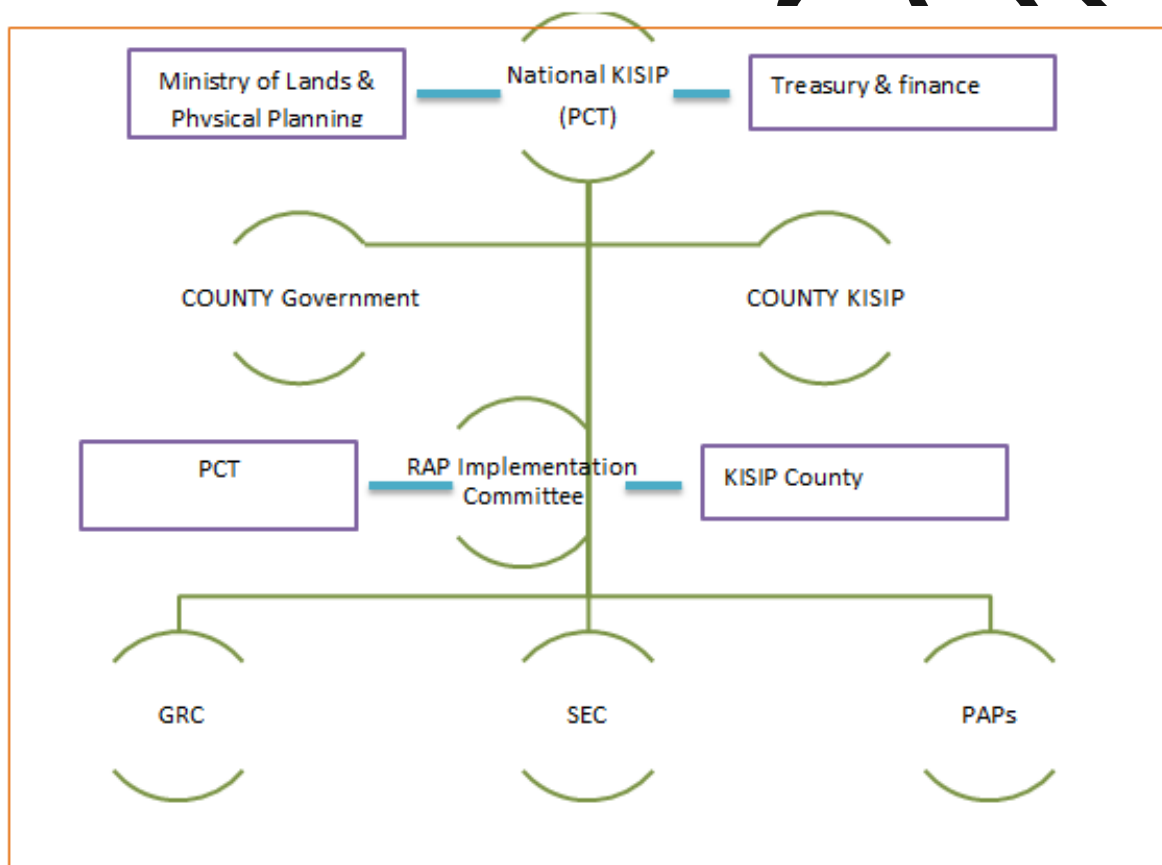 Ministry of Lands &
Physical Planning
National KISIP
(PCT)
Treasury & finance
COUNTY Government
COUNTY KISIP
PCT
RAP Implementation
Committee
KISIP County
GRC
SEC
PAPs